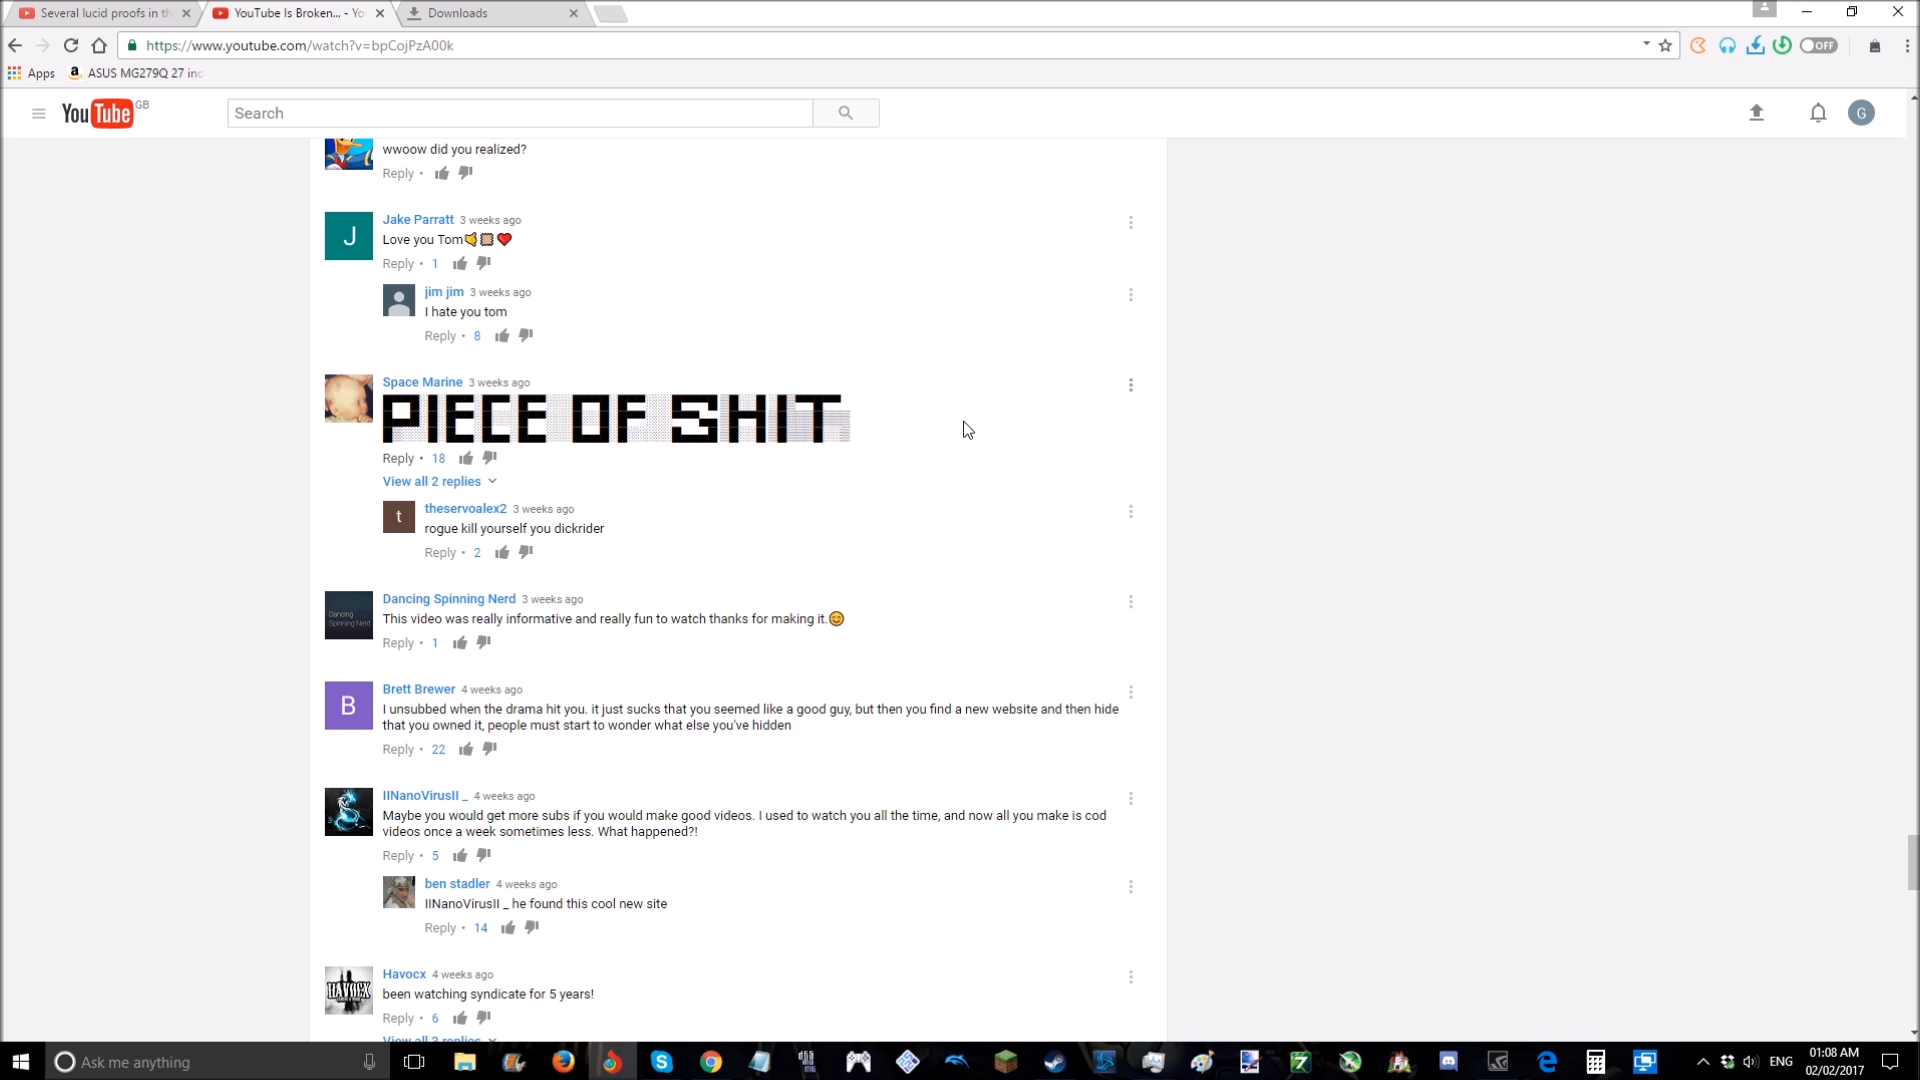 Several lucid proofs in th
YouTube Is Broken... - Yo
Downloads
https://www.youtube.com/watch?v=bpCojPzA00k
OFF
Apps
ASUS MG279Q 27 inc
YouTube GB
Search
G
wwoow did you realized?
Reply •
J
Jake Parratt 3 weeks ago
Love you Tom
Reply • 1
jim jim 3 weeks ago
I hate you tom
Reply • 8
Space Marine 3 weeks ago
PIECE OF SHIT
Reply • 18
View all 2 replies
t
theservoalex2 3 weeks ago
rogue kill yourself you dickrider
Reply • 2
Dancing Spinning Nerd
Dancing Spinning Nerd 3 weeks ago
This video was really informative and really fun to watch thanks for making it.😊
Reply • 1
B
Brett Brewer 4 weeks ago
I unsubbed when the drama hit you. it just sucks that you seemed like a good guy, but then you find a new website and then hide
that you owned it, people must start to wonder what else you've hidden
Reply • 22
IINanoVirusII _ 4 weeks ago
Maybe you would get more subs if you would make good videos. I used to watch you all the time, and now all you make is cod
videos once a week sometimes less. What happened?!
Reply • 5
ben stadler 4 weeks ago
IINanoVirusII _ he found this cool new site
Reply • 14
HAVOCX
Havocx 4 weeks ago
been watching syndicate for 5 years!
Reply • 6
View all 3 replies
Ask me anything
ENG
01:08 AM
02/02/2017